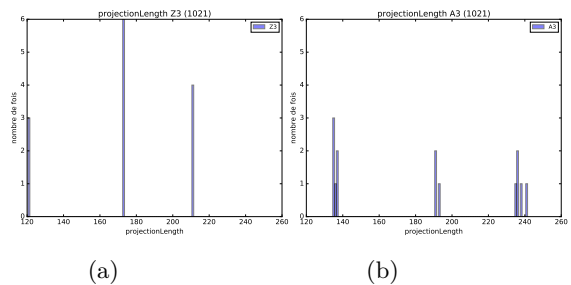 projectionLength Z3 (1021)
Z3
nombre de fois
6
5
4
3
2
1
0
120 140 160 180 200 220 240 260
projectionLength
(a)
projectionLength A3 (1021)
A3
nombre de fois
6
5
4
3
2
1
0
120 140 160 180 200 220 240 260
projectionLength
(b)